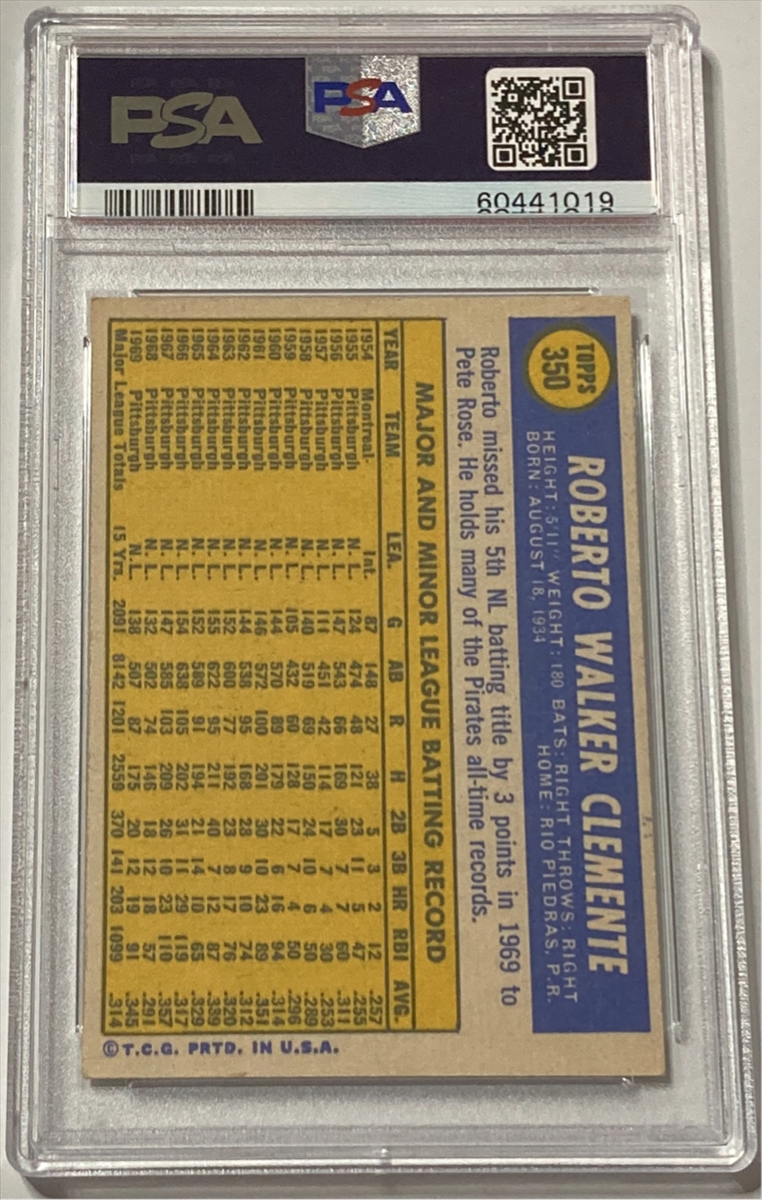 PSA
PSA
60441019
TOPPS
350
ROBERTO WALKER CLEMENTE
HEIGHT: 5'11" WEIGHT: 180 BATS: RIGHT THROWS: RIGHT
BORN: AUGUST 18, 1934 HOME: RIO PIEDRAS, P.R.
Roberto missed his 5th NL batting title by 3 points in 1969 to
Pete Rose. He holds many of the Pirates all-time records.
MAJOR AND MINOR LEAGUE BATTING RECORD
YEAR TEAM LEA. G AB R H 2B 3B HR RBI AVG.
1954 Montreal Int. 87 148 27 38 5 3 2 12 .257
1955 Pittsburgh N. L. 124 474 48 121 23 11 5 47 .255
1956 Pittsburgh N. L. 147 543 66 169 30 7 7 60 .311
1957 Pittsburgh N. L. 111 451 42 114 17 7 4 30 .253
1958 Pittsburgh N. L. 140 519 69 150 24 10 6 50 .289
1959 Pittsburgh N. L. 105 432 60 128 17 7 4 50 .296
1960 Pittsburgh N. L. 144 570 89 179 22 6 16 94 .314
1961 Pittsburgh N. L. 146 572 100 201 30 10 23 89 .351
1962 Pittsburgh N. L. 144 538 95 168 28 9 10 74 .312
1963 Pittsburgh N. L. 152 600 77 192 23 8 17 76 .320
1964 Pittsburgh N. L. 155 622 95 211 40 7 12 87 .339
1965 Pittsburgh N. L. 152 589 91 194 21 14 10 65 .329
1966 Pittsburgh N. L. 154 638 105 202 31 11 29 119 .317
1967 Pittsburgh N. L. 147 585 103 209 26 10 23 110 .357
1968 Pittsburgh N. L. 132 502 74 146 18 12 18 57 .291
1969 Pittsburgh N. L. 138 507 87 175 20 12 19 91 .345
Major League Totals 15 Yrs. 2091 8142 1201 2559 370 141 203 1099 .314
© T.C.G. PRTD. IN U.S.A.